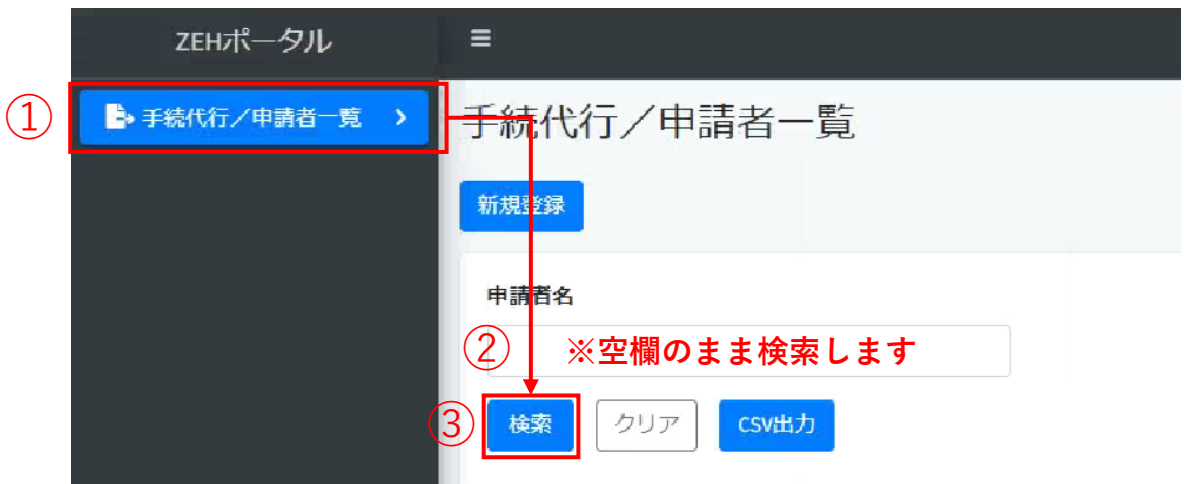 ZEHポータル
① 手続代行／申請者一覧
手続代行／申請者一覧
新規登録
申請者名
② ※空欄のまま検索します
③ 検索 クリア CSV出力